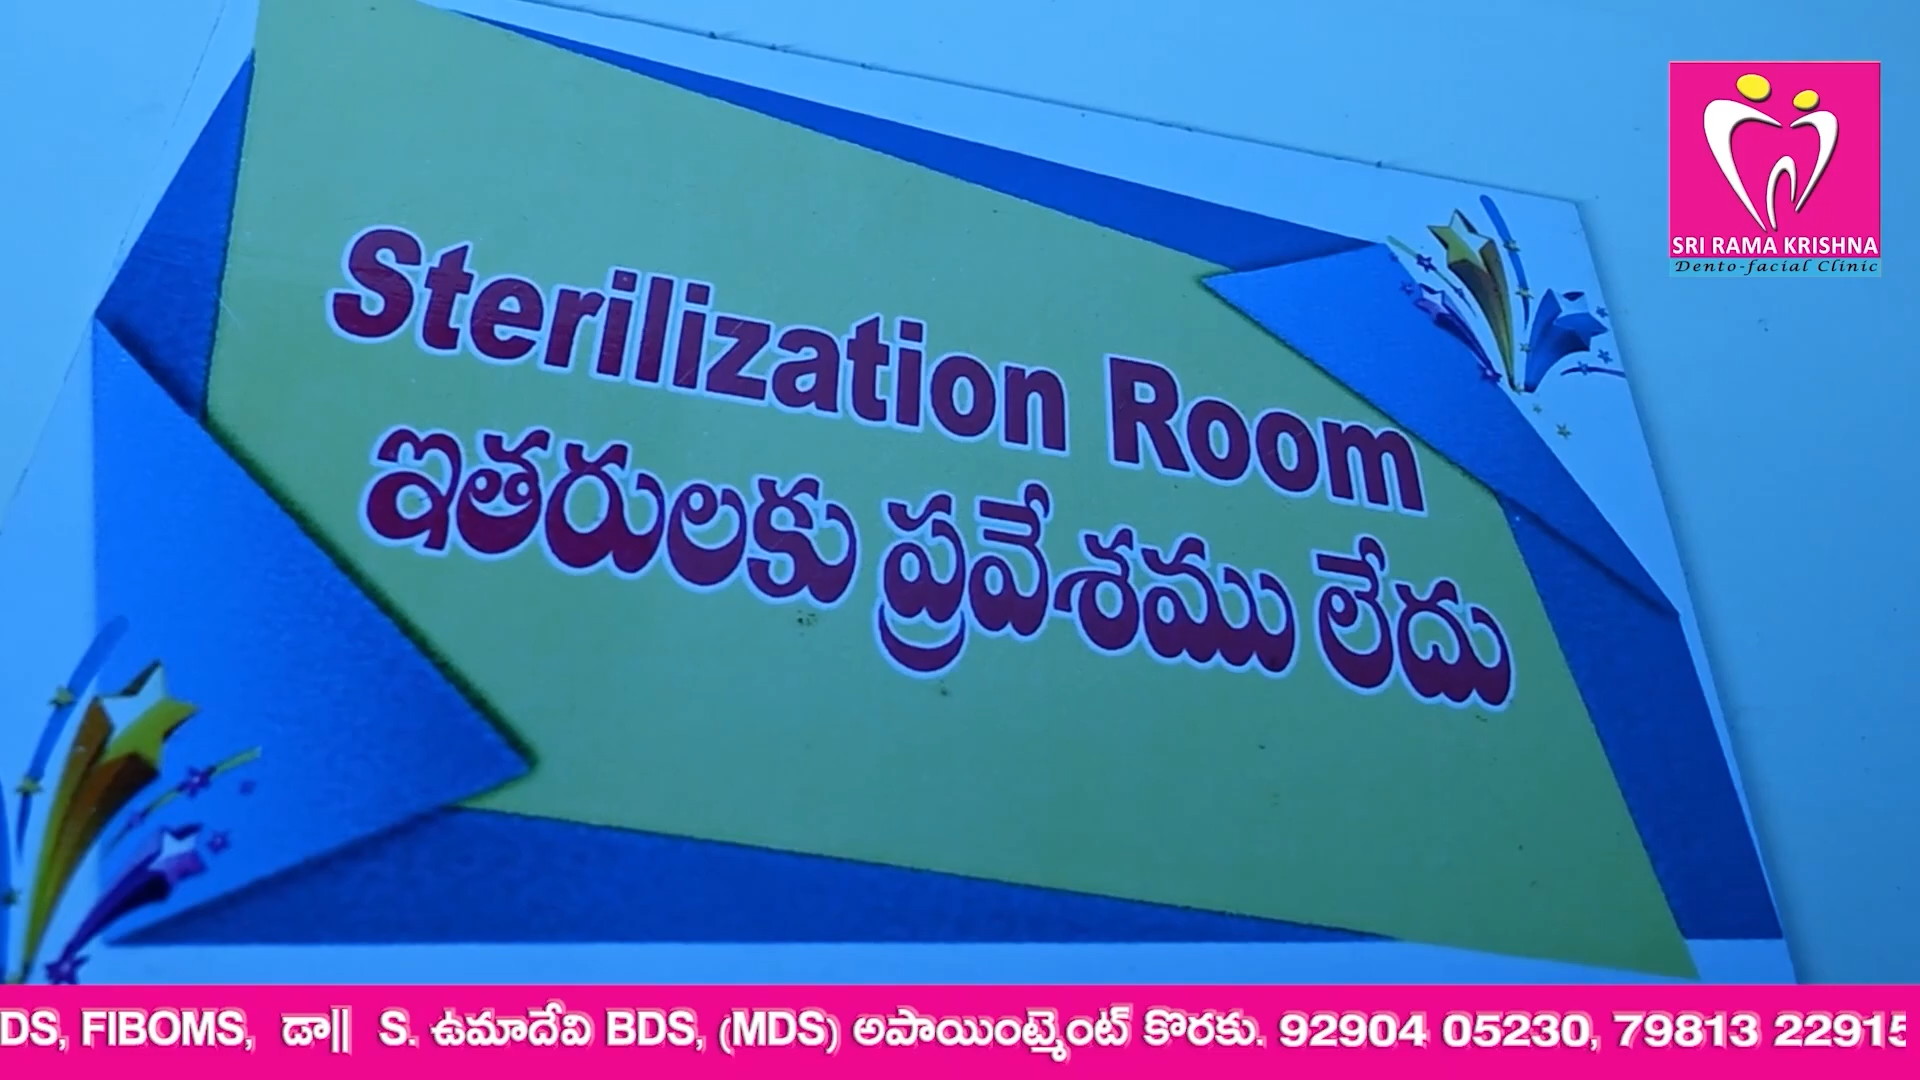 SRI RAMA KRISHNA
Dento-facial Clinic
Sterilization Room
ఇతరులకు ప్రవేశము లేదు
DS, FIBOMS, డా|| S. ఉమాదేవి BDS, (MDS) అపాయింట్మెంట్ కొరకు. 92904 05230, 79813 22915